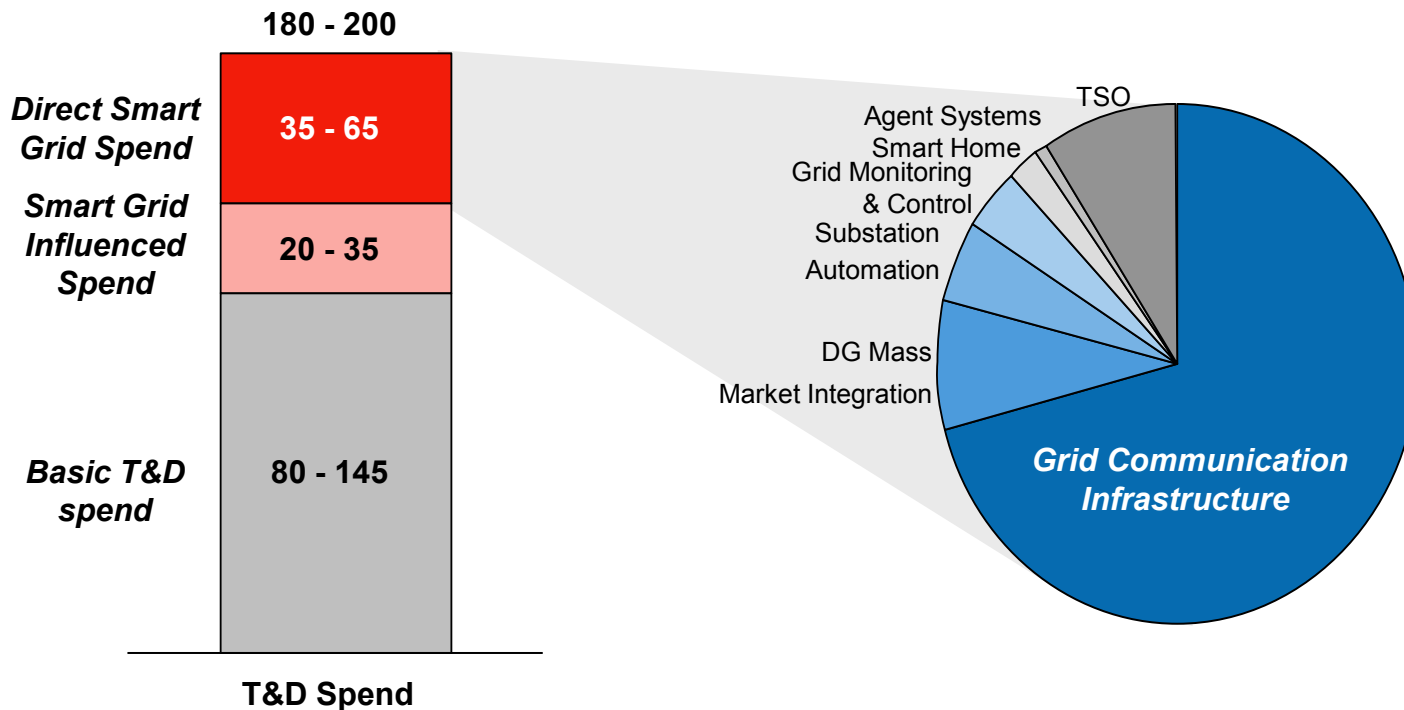 180 - 200
Direct Smart
Grid Spend
35 - 65
Smart Grid
Influenced
Spend
20 - 35
Basic T&D
spend
80 - 145
T&D Spend
TSO
Agent Systems
Smart Home
Grid Monitoring
& Control
Substation
Automation
DG Mass
Market Integration
Grid Communication
Infrastructure